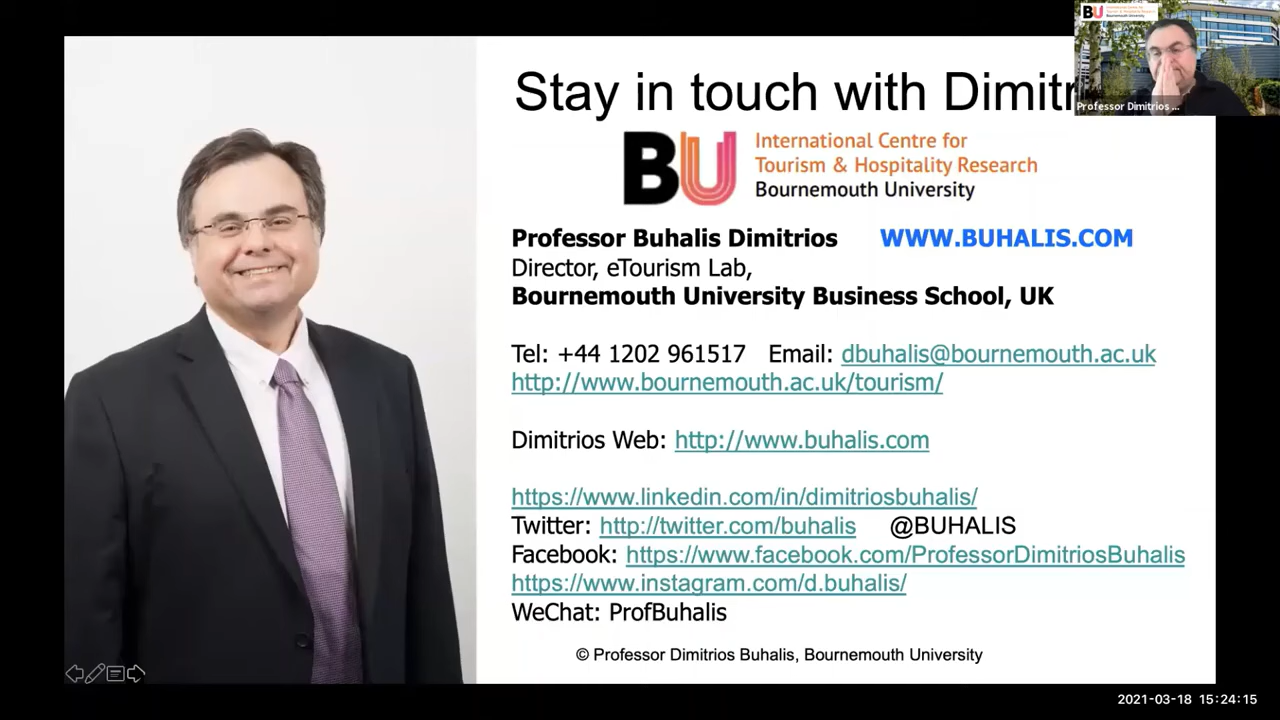 Stay in touch with Dimitr
BU
International Centre for
Tourism & Hospitality Research
Bournemouth University
Professor Buhalis Dimitrios WWW.BUHALIS.COM
Director, eTourism Lab,
Bournemouth University Business School, UK
Tel: +44 1202 961517 Email: dbuhalis@bournemouth.ac.uk
http://www.bournemouth.ac.uk/tourism/
Dimitrios Web: http://www.buhalis.com
https://www.linkedin.com/in/dimitriosbuhalis/
Twitter: http://twitter.com/buhalis @BUHALIS
Facebook: https://www.facebook.com/ProfessorDimitriosBuhalis
https://www.instagram.com/d.buhalis/
WeChat: ProfBuhalis
© Professor Dimitrios Buhalis, Bournemouth University
BU
Bournemouth University
Professor Dimitrios ...
2021-03-18 15:24:15